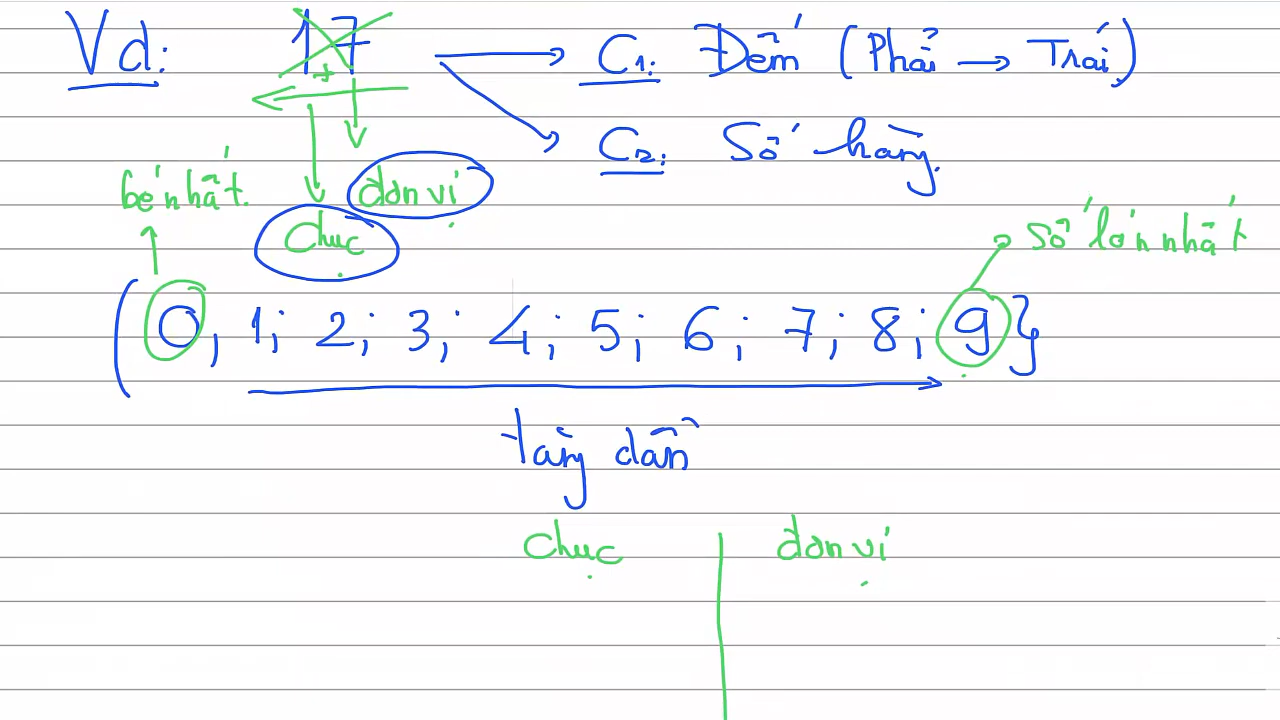 Vd: 17 C1: Đếm (Phải → Trái)
C2: Số hàng.
bé nhất. đơn vị
chục số lớn nhất
(0, 1; 2; 3; 4; 5; 6; 7; 8; 9}
tăng dần
chục đơn vị